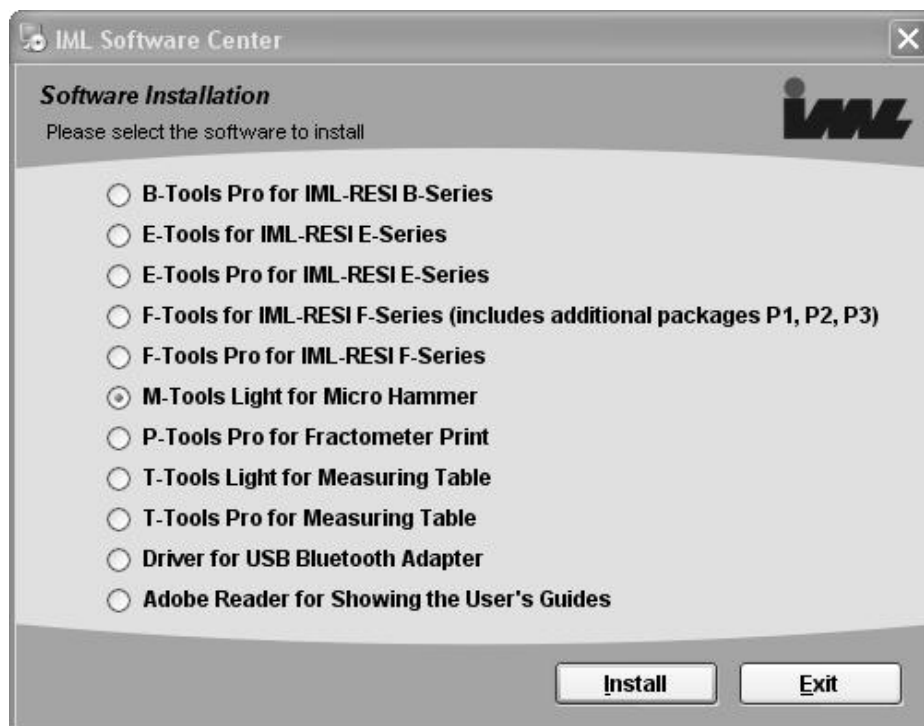 IML Software Center
Software Installation
iML
Please select the software to install
B-Tools Pro for IML-RESI B-Series
E-Tools for IML-RESI E-Series
E-Tools Pro for IML-RESI E-Series
F-Tools for IML-RESI F-Series (includes additional packages P1, P2, P3)
F-Tools Pro for IML-RESI F-Series
M-Tools Light for Micro Hammer
P-Tools Pro for Fractometer Print
T-Tools Light for Measuring Table
T-Tools Pro for Measuring Table
Driver for USB Bluetooth Adapter
Adobe Reader for Showing the User's Guides
Install
Exit